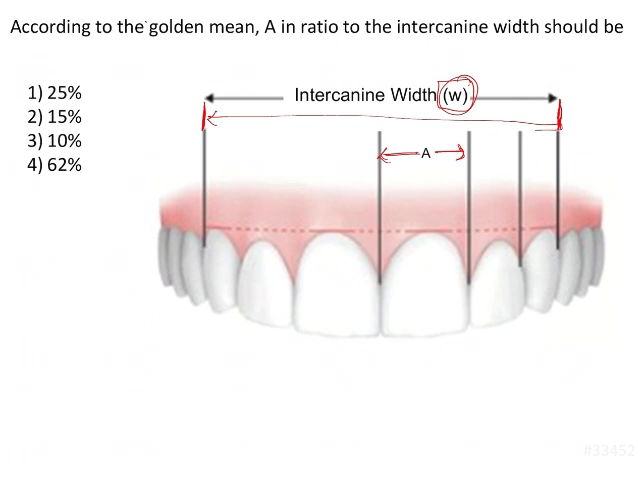 According to the golden mean, A in ratio to the intercanine width should be
1) 25%
2) 15%
3) 10%
4) 62%
Intercanine Width (w)
A
#33452